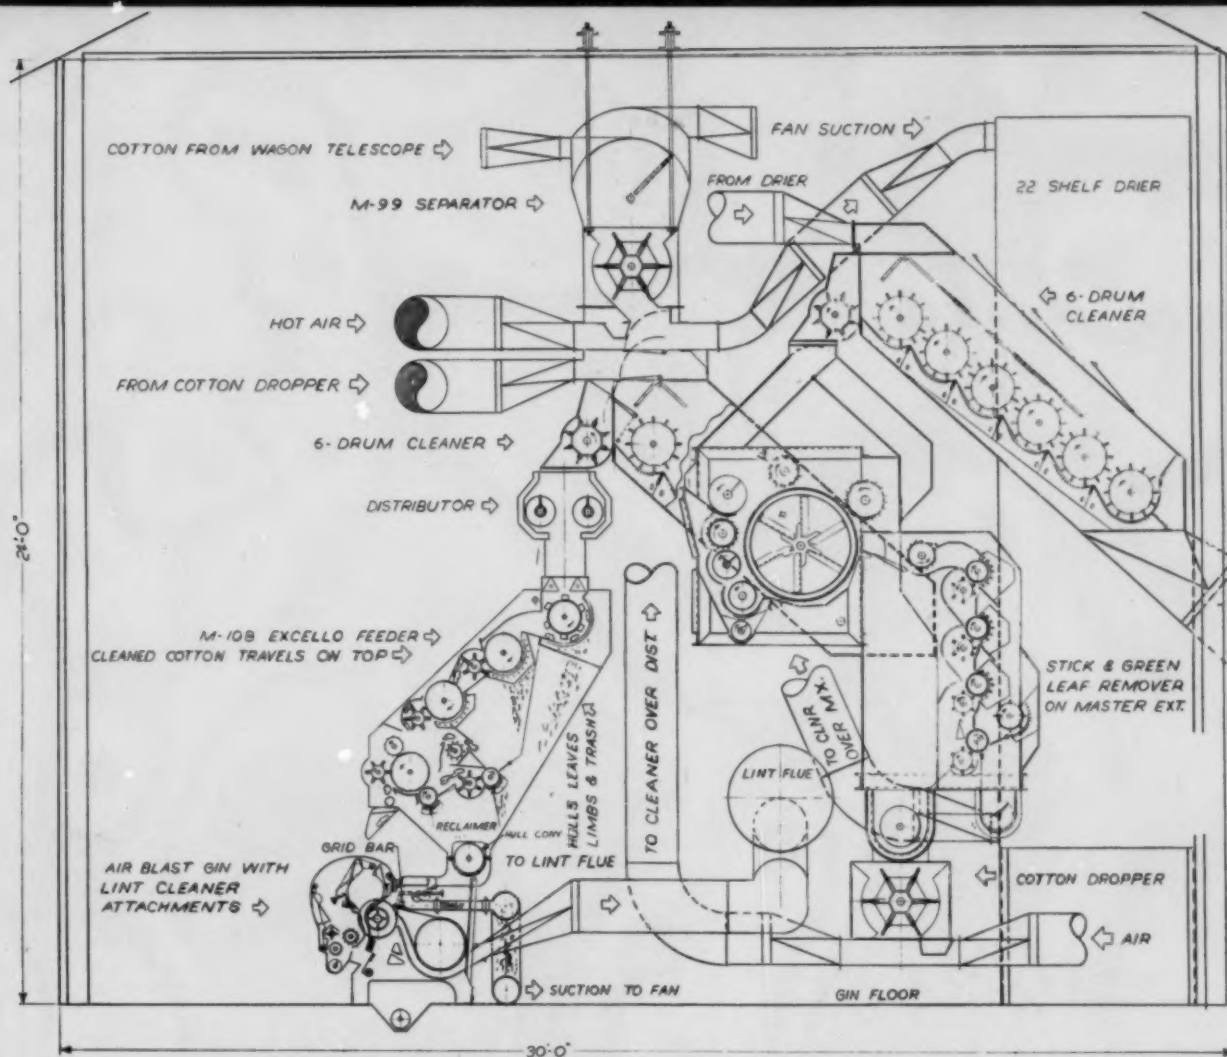 COTTON FROM WAGON TELESCOPE
FAN SUCTION
FROM DRIER
22 SHELF DRIER
M-99 SEPARATOR
6-DRUM
CLEANER
HOT AIR
FROM COTTON DROPPER
6-DRUM CLEANER
DISTRIBUTOR
M-108 EXCELLO FEEDER
CLEANED COTTON TRAVELS ON TOP
HULLS LEAVES
LIMBS & TRASH
TO CLEANER OVER DIST
TO CLNR
OVER MX.
STICK & GREEN
LEAF REMOVER
ON MASTER EXT.
LINT FLUE
RECLAIMER
HULL CONV
GRID BAR
TO LINT FLUE
AIR BLAST GIN WITH
LINT CLEANER
ATTACHMENTS
COTTON DROPPER
AIR
SUCTION TO FAN
GIN FLOOR
30'-0"